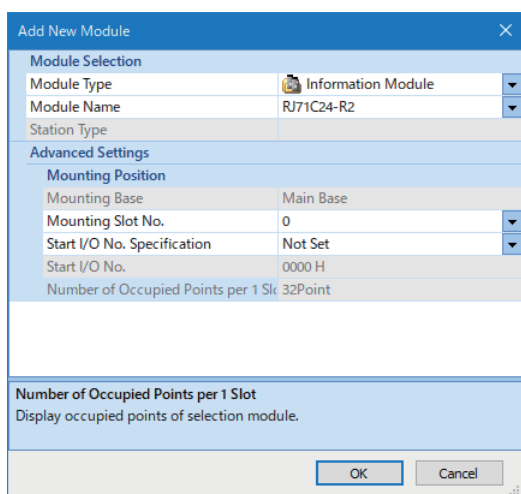 Add New Module
Module Selection
Module Type Information Module
Module Name RJ71C24-R2
Station Type
Advanced Settings
Mounting Position
Mounting Base Main Base
Mounting Slot No. 0
Start I/O No. Specification Not Set
Start I/O No. 0000 H
Number of Occupied Points per 1 Slc 32Point
Number of Occupied Points per 1 Slot
Display occupied points of selection module.
OK Cancel